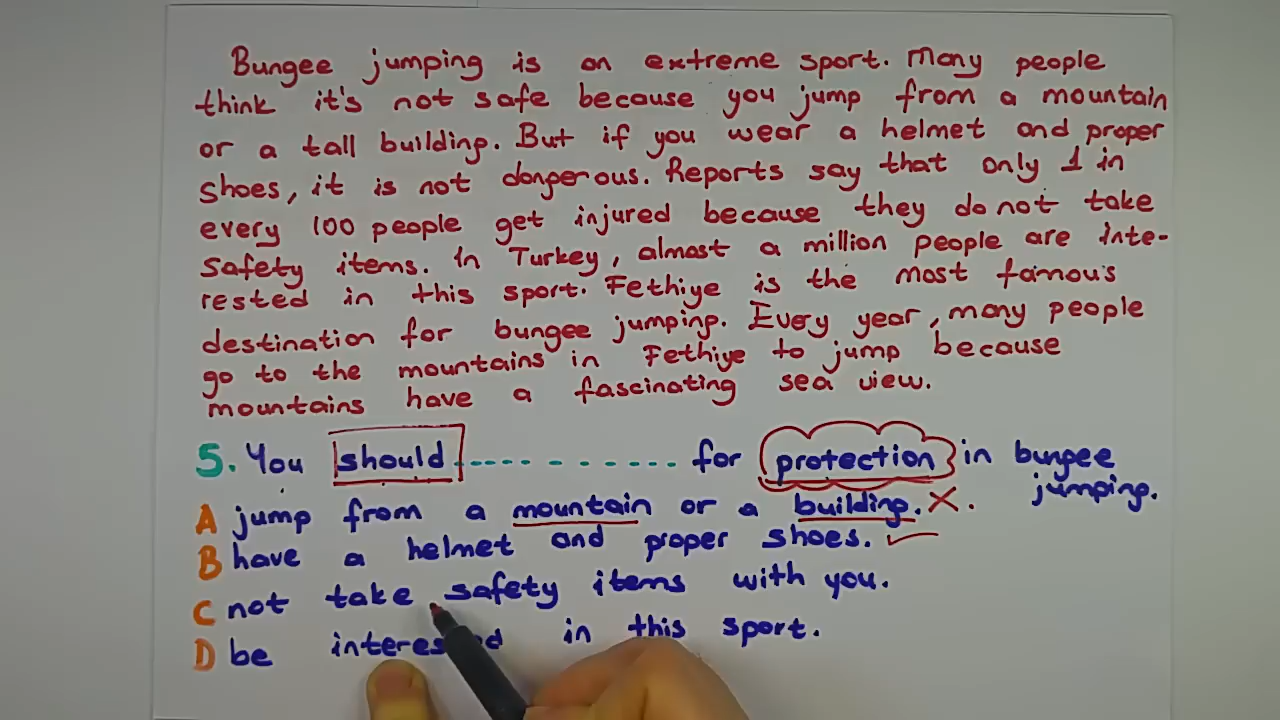 Bungee jumping is an extreme sport. Many people
think it's not safe because you jump from a mountain
or a tall building. But if you wear a helmet and proper
shoes, it is not dangerous. Reports say that only 1 in
every 100 people get injured because they do not take
safety items. In Turkey, almost a million people are inte-
rested in this sport. Fethiye is the most famous
destination for bungee jumping. Every year, many people
go to the mountains in Fethiye to jump because
mountains have a fascinating sea view.
5. You should ........... for protection in bungee
jumping.
A jump from a mountain or a building.
B have a helmet and proper shoes.
C not take safety items with you.
D be interested in this sport.